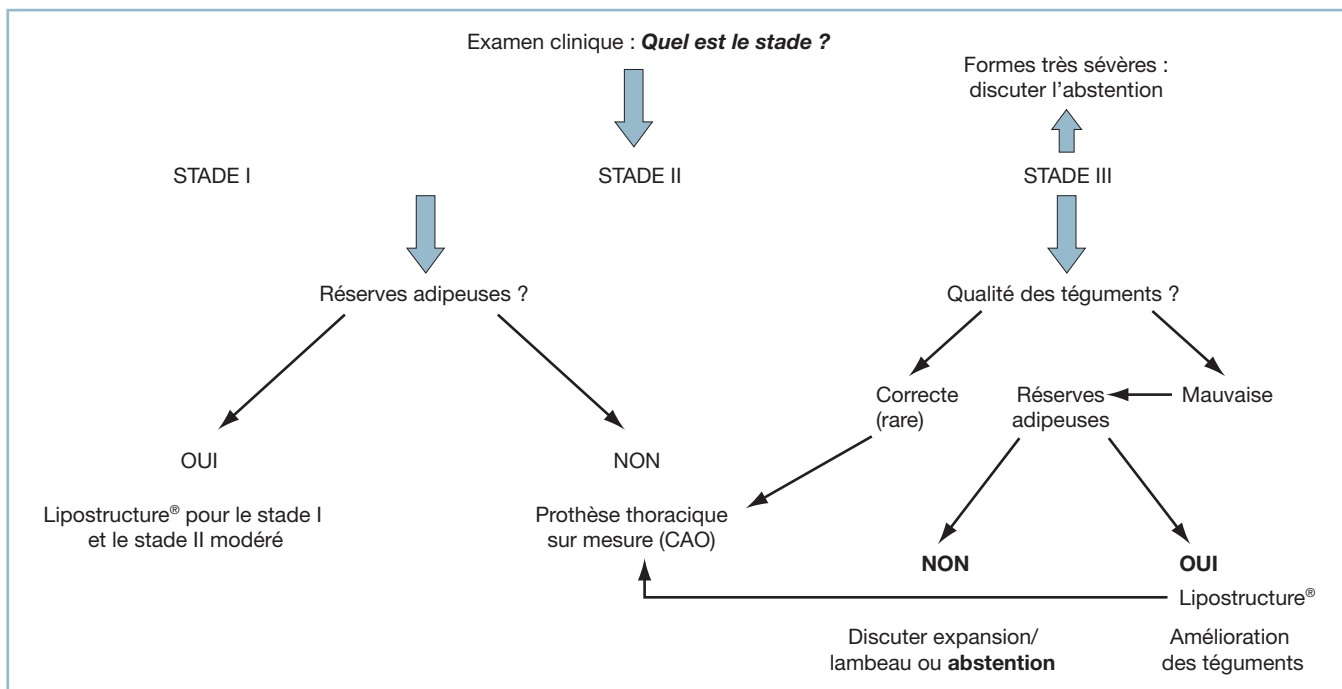 Examen clinique : Quel est le stade ?
Formes très sévères :
discuter l'abstention
STADE I
STADE II
STADE III
Réserves adipeuses ?
Qualité des téguments ?
Correcte
(rare)
Réserves
adipeuses
Mauvaise
OUI
NON
Lipostructure® pour le stade I
et le stade II modéré
Prothèse thoracique
sur mesure (CAO)
NON
OUI
Lipostructure®
Discuter expansion/
lambeau ou abstention
Amélioration
des téguments